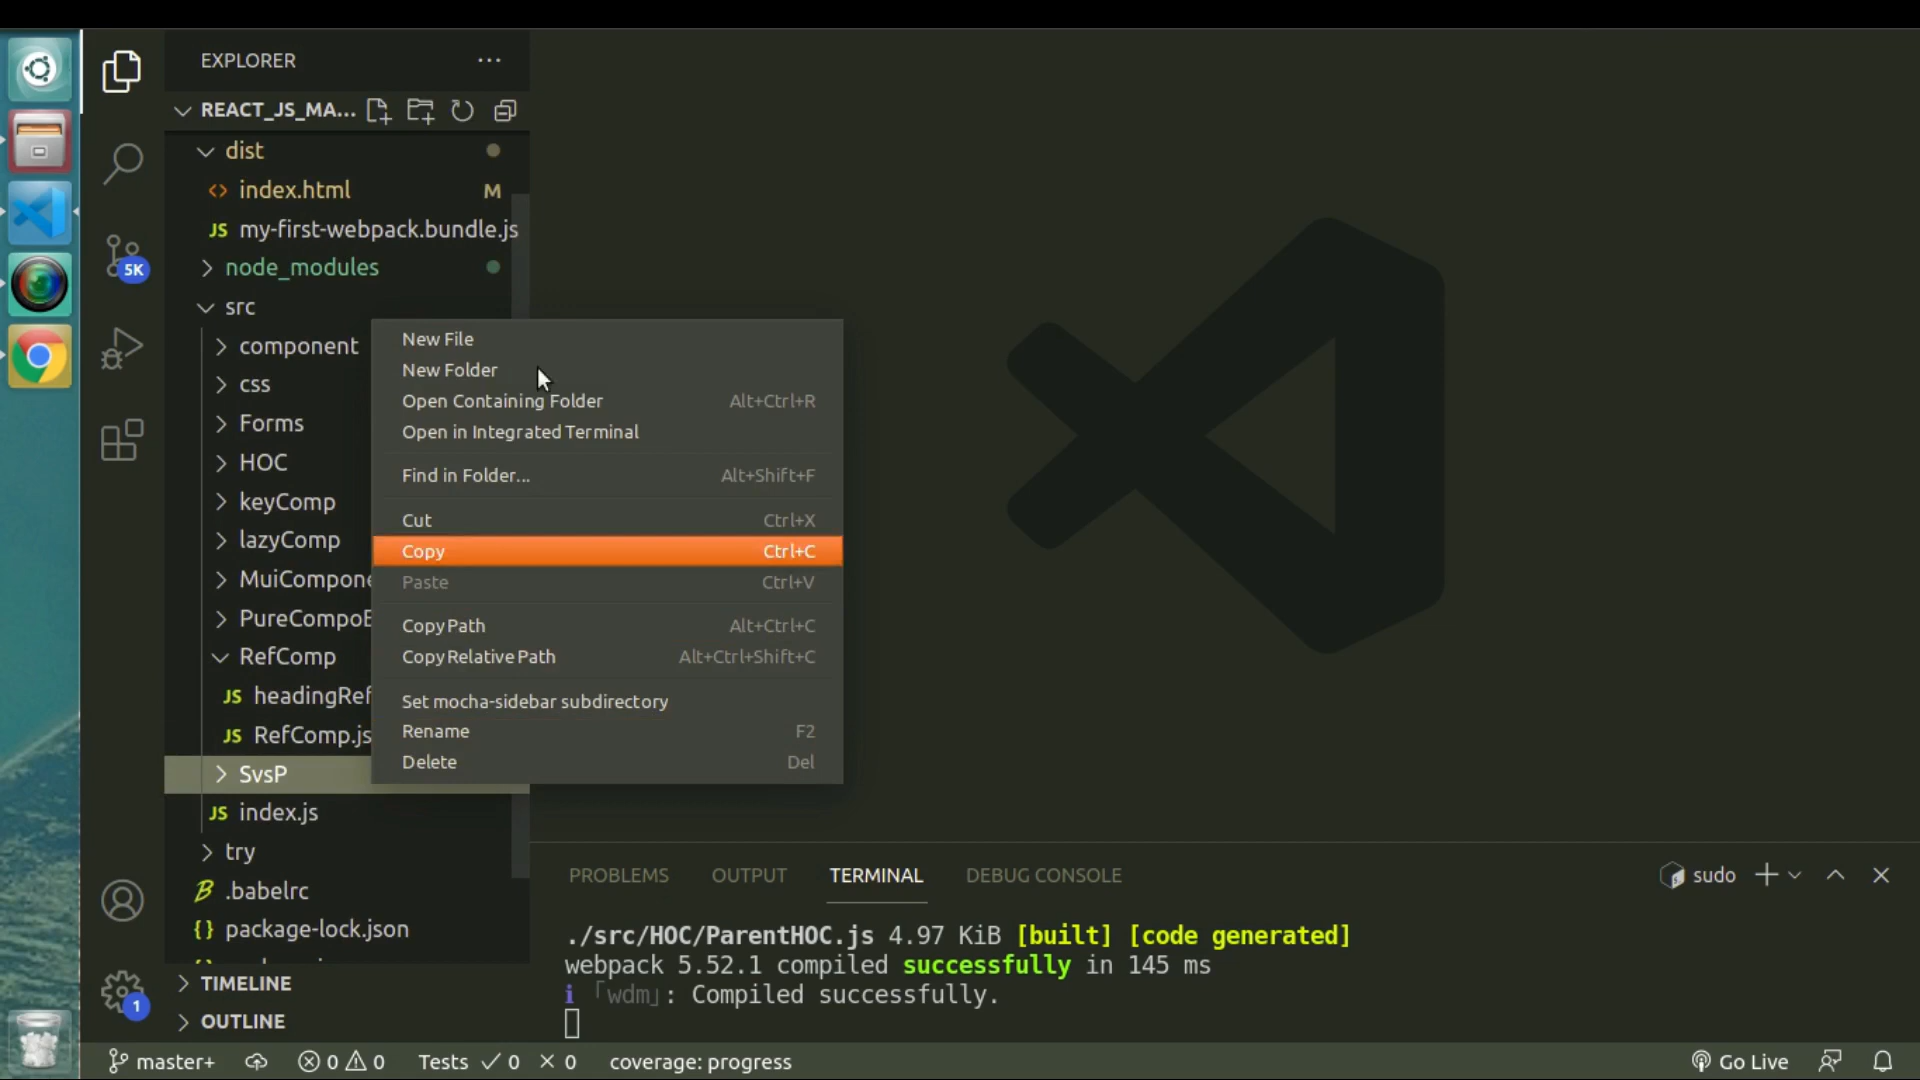 EXPLORER
REACT_JS_MA...
dist
<> index.html M
JS my-first-webpack.bundle.js
node_modules
5K
src
component
css
Forms
HOC
keyComp
lazyComp
MuiCompone
PureCompoE
RefComp
JS headingRef
JS RefComp.js
SvsP
JS index.js
try
.babelrc
{} package-lock.json
TIMELINE
1
OUTLINE
New File
New Folder
Open Containing Folder Alt+Ctrl+R
Open in Integrated Terminal
Find in Folder... Alt+Shift+F
Cut Ctrl+X
Copy Ctrl+C
Paste Ctrl+V
Copy Path Alt+Ctrl+C
Copy Relative Path Alt+Ctrl+Shift+C
Set mocha-sidebar subdirectory
Rename F2
Delete Del
PROBLEMS OUTPUT TERMINAL DEBUG CONSOLE sudo
./src/HOC/ParentHOC.js 4.97 KiB [built] [code generated]
webpack 5.52.1 compiled successfully in 145 ms
i 「wdm」: Compiled successfully.
master+ 0 0 Tests ✓ 0 × 0 coverage: progress Go Live